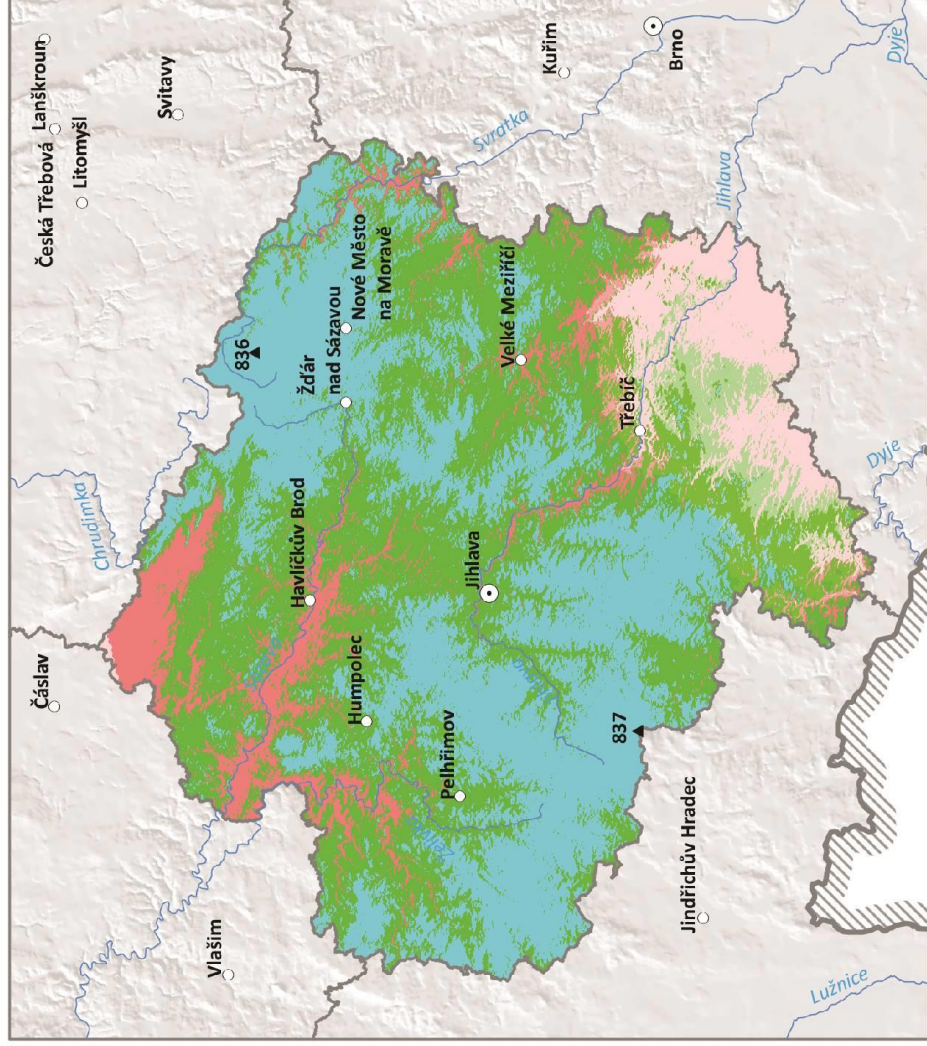 Čáslav
Chrudimka
Česká Třebová
Lanškroun
Litomyšl
Svitavy
Vlašim
Humpolec
Havlíčkův Brod
836
Žďár
nad Sázavou
Nové Město
na Moravě
Svratka
Kuřim
Brno
Pelhřimov
Jihlava
Velké Meziříčí
Třebíč
Jihlava
Dyje
837
Jindřichův Hradec
Dyje
Lužnice